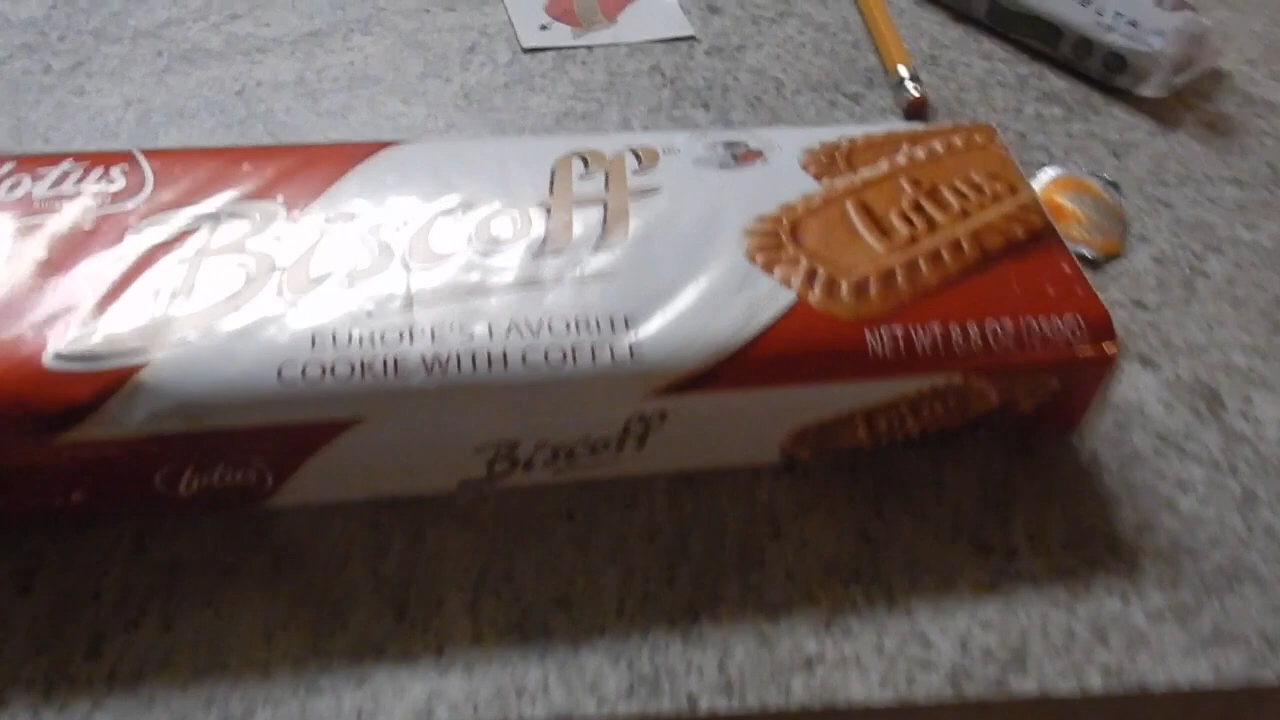 Lotus
Biscoff
EUROPE'S FAVORITE
COOKIE WITH COFFEE
Lotus
NET WT 8.8 OZ (250G)
Lotus
Biscoff